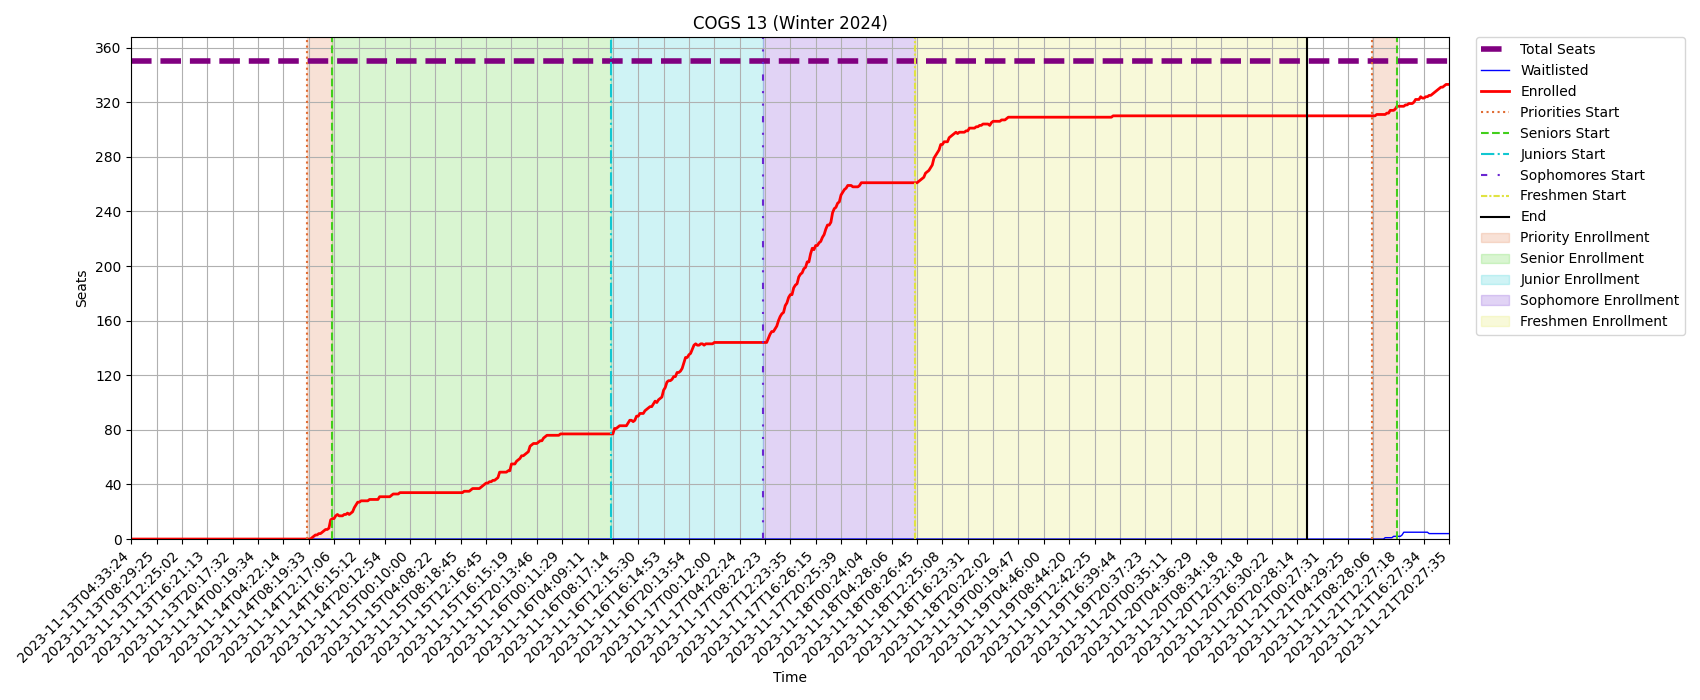 COGS 13 (Winter 2024)
Seats
360
320
280
240
200
160
120
80
40
0
2023-11-13T04:33:24
2023-11-13T08:29:25
2023-11-13T12:25:02
2023-11-13T16:21:13
2023-11-13T20:17:32
2023-11-14T00:19:34
2023-11-14T04:22:14
2023-11-14T08:19:33
2023-11-14T12:17:06
2023-11-14T16:15:12
2023-11-14T20:12:54
2023-11-15T00:10:00
2023-11-15T04:08:22
2023-11-15T08:18:45
2023-11-15T12:16:45
2023-11-15T16:15:19
2023-11-15T20:13:46
2023-11-16T00:11:29
2023-11-16T04:09:11
2023-11-16T08:17:14
2023-11-16T12:15:30
2023-11-16T16:14:53
2023-11-16T20:13:54
2023-11-17T00:12:00
2023-11-17T04:22:24
2023-11-17T08:22:23
2023-11-17T12:23:35
2023-11-17T16:26:15
2023-11-17T20:25:39
2023-11-18T00:24:04
2023-11-18T04:28:06
2023-11-18T08:26:45
2023-11-18T12:25:08
2023-11-18T16:23:31
2023-11-18T20:22:02
2023-11-19T00:19:47
2023-11-19T04:46:00
2023-11-19T08:44:20
2023-11-19T12:42:25
2023-11-19T16:39:44
2023-11-19T20:37:23
2023-11-20T00:35:11
2023-11-20T04:36:29
2023-11-20T08:34:18
2023-11-20T12:32:18
2023-11-20T16:30:22
2023-11-20T20:28:14
2023-11-21T00:27:31
2023-11-21T04:29:25
2023-11-21T08:28:06
2023-11-21T12:27:18
2023-11-21T16:27:34
2023-11-21T20:27:35
Time
Total Seats
Waitlisted
Enrolled
Priorities Start
Seniors Start
Juniors Start
Sophomores Start
Freshmen Start
End
Priority Enrollment
Senior Enrollment
Junior Enrollment
Sophomore Enrollment
Freshmen Enrollment